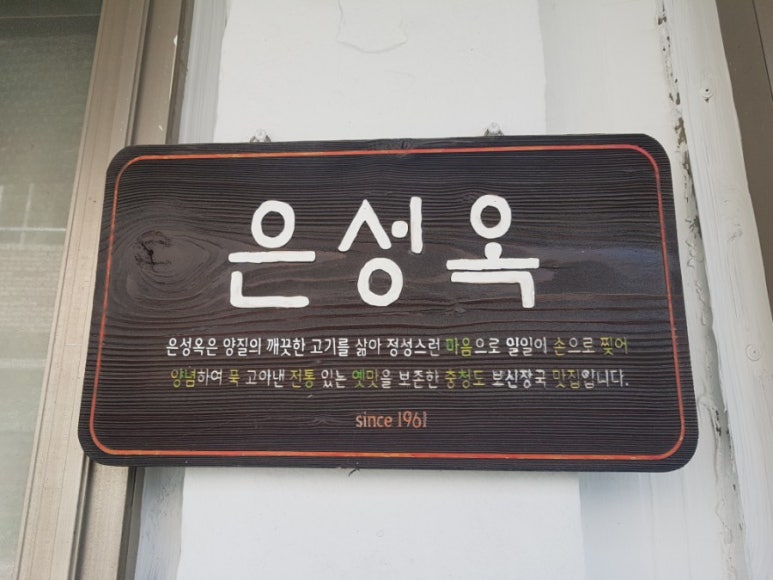 은성옥
은성옥은 양질의 깨끗한 고기를 삶아 정성스런 마음으로 일일이 손으로 찢어
양념하여 푹 고아낸 전통 있는 옛맛을 보존한 충청도 보신장국 맛집입니다.
since 1961